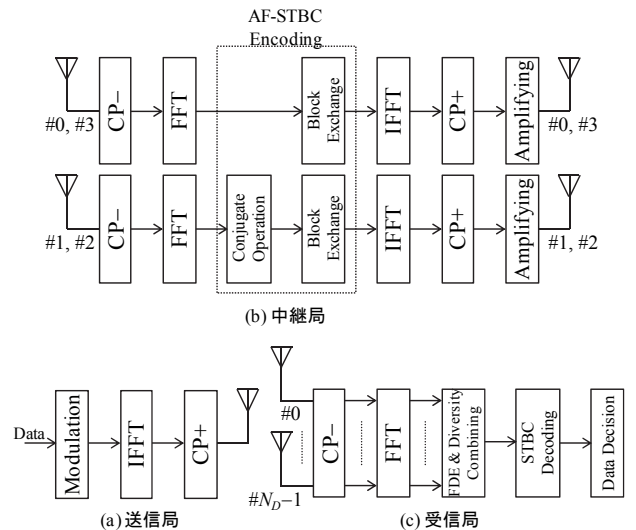 AF-STBC
Encoding
#0, #3
CP−
FFT
Block
Exchange
IFFT
CP+
Amplifying
#0, #3
#1, #2
CP−
FFT
Conjugate
Operation
Block
Exchange
IFFT
CP+
Amplifying
#1, #2
(b) 中継局
Data
Modulation
IFFT
CP+
(a) 送信局
#0
#N_D−1
CP−
FFT
FDE & Diversity
Combining
STBC
Decoding
Data Decision
(c) 受信局